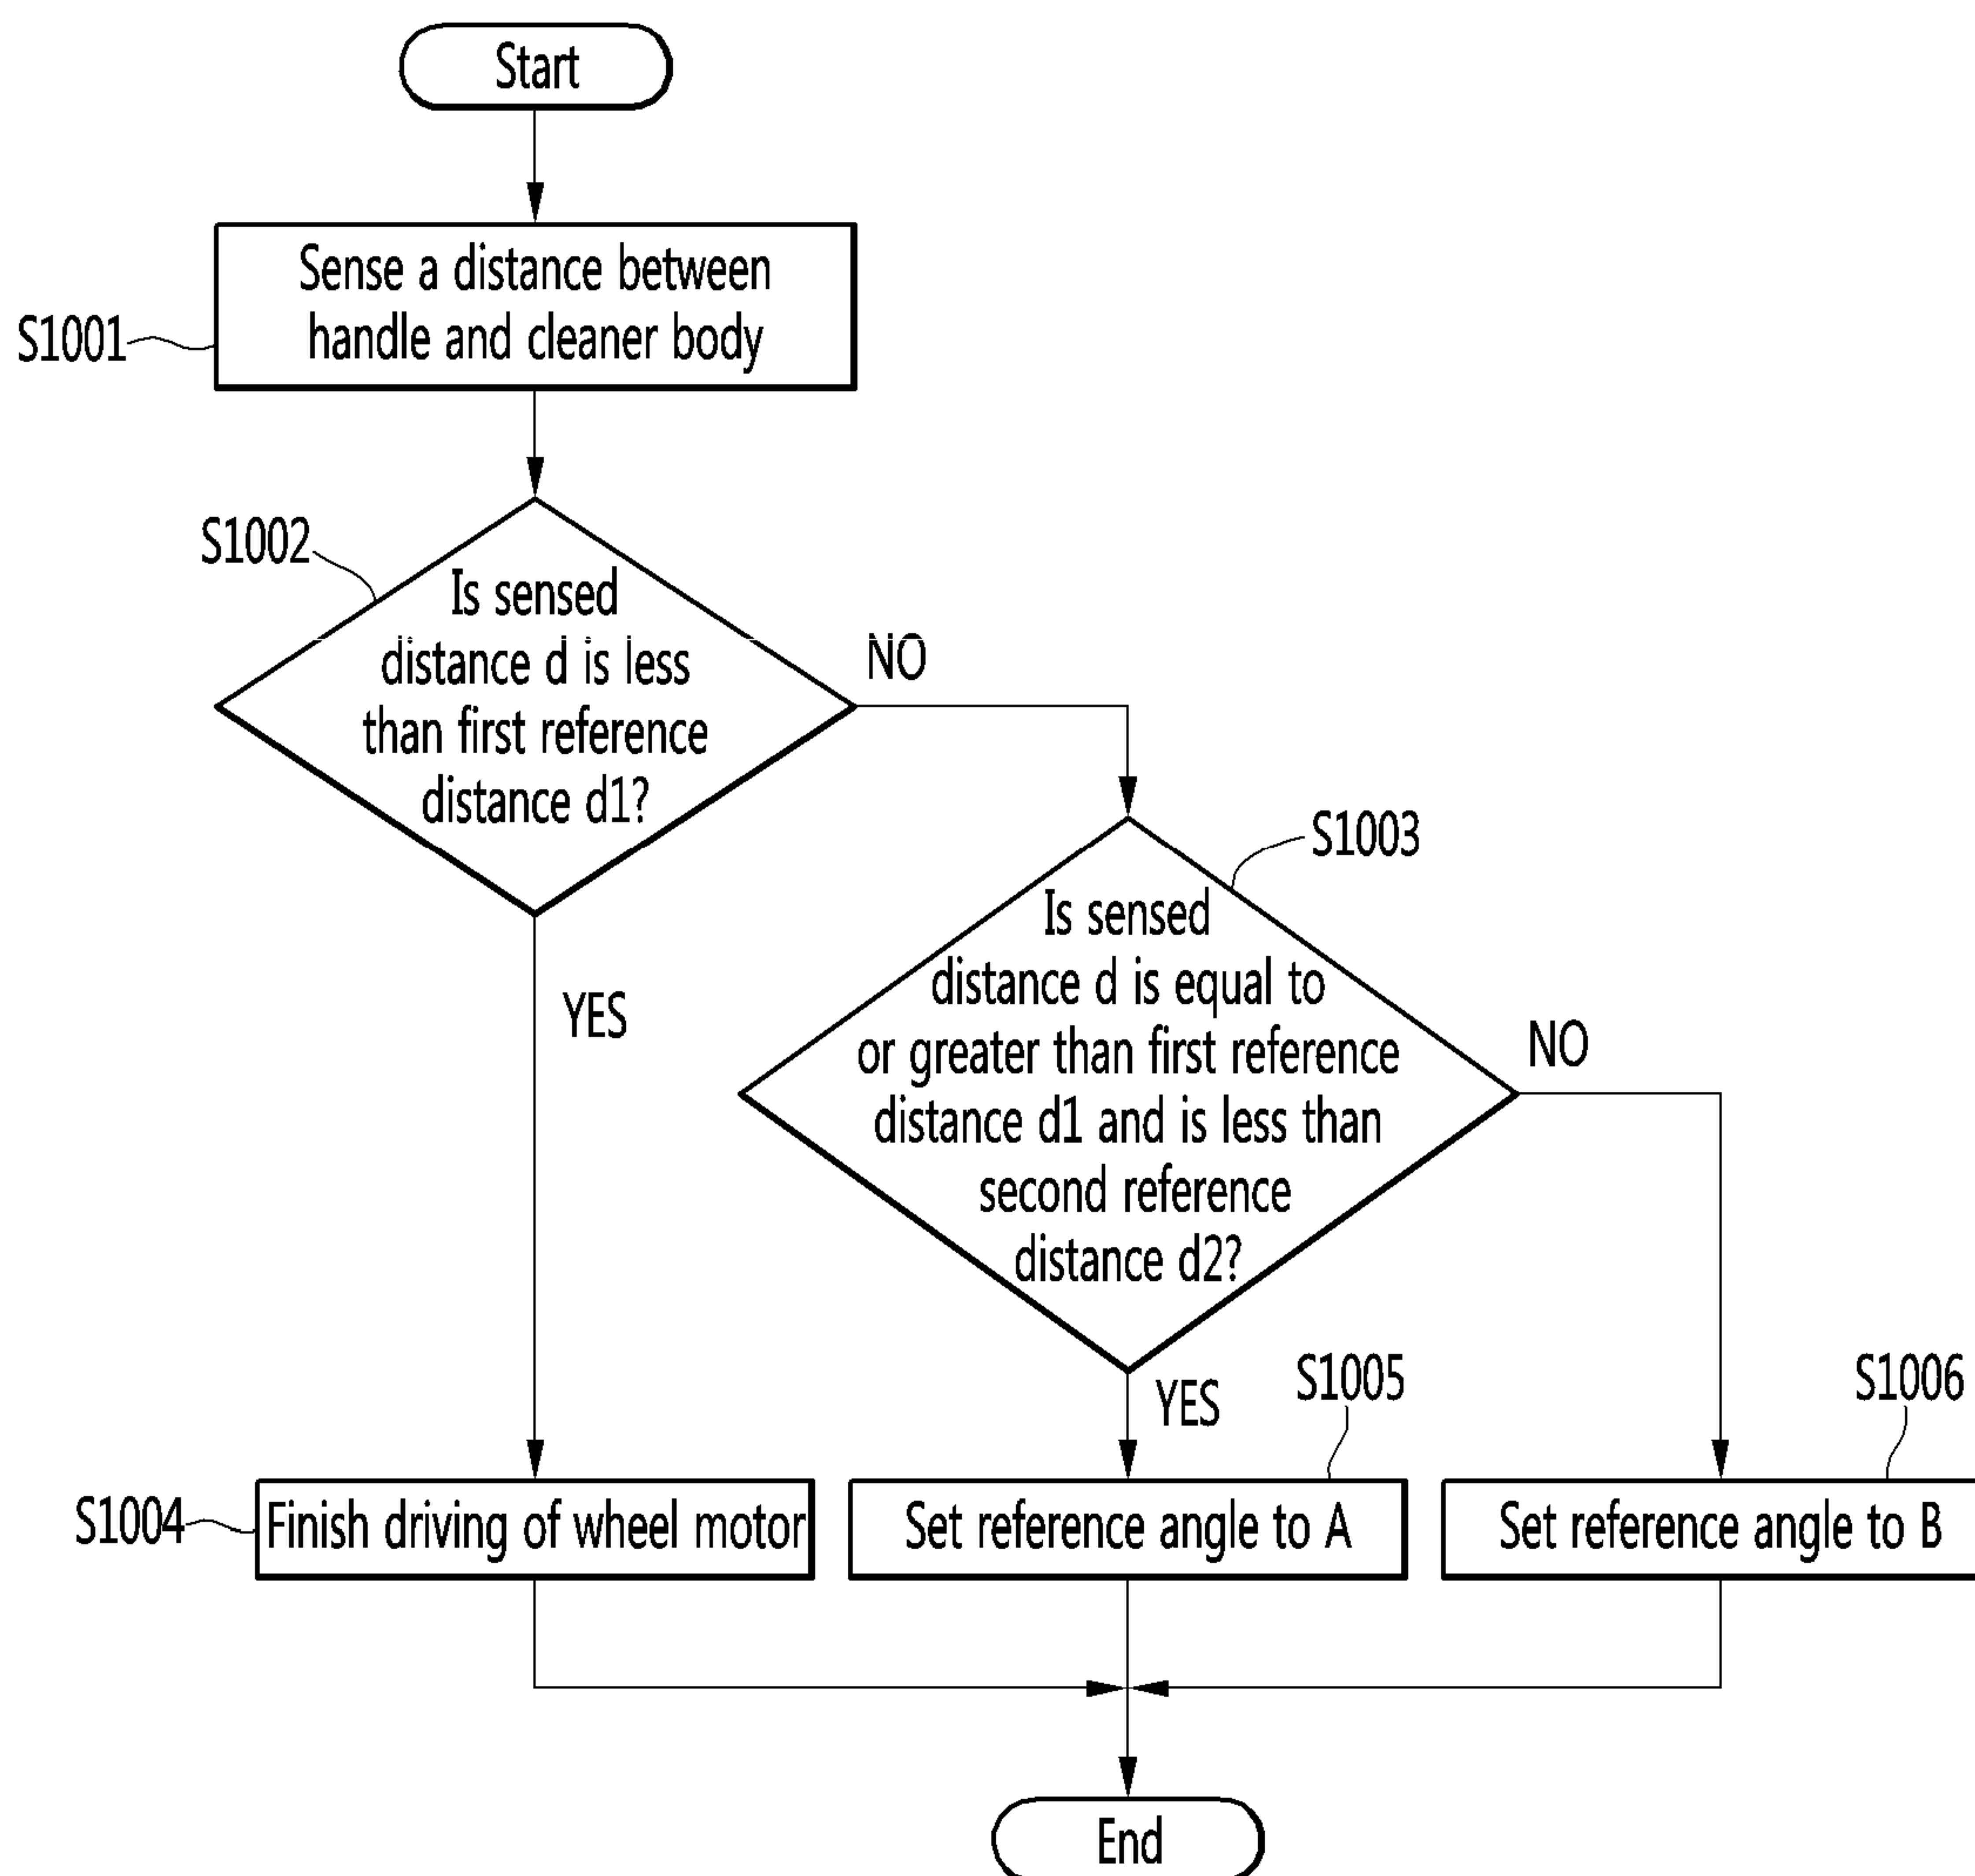 Start
Sense a distance between
handle and cleaner body
S1001
S1002
Is sensed
distance d is less
than first reference
distance d1?
NO
YES
S1003
Is sensed
distance d is equal to
or greater than first reference
distance d1 and is less than
second reference
distance d2?
NO
YES
S1004
Finish driving of wheel motor
S1005
Set reference angle to A
S1006
Set reference angle to B
End